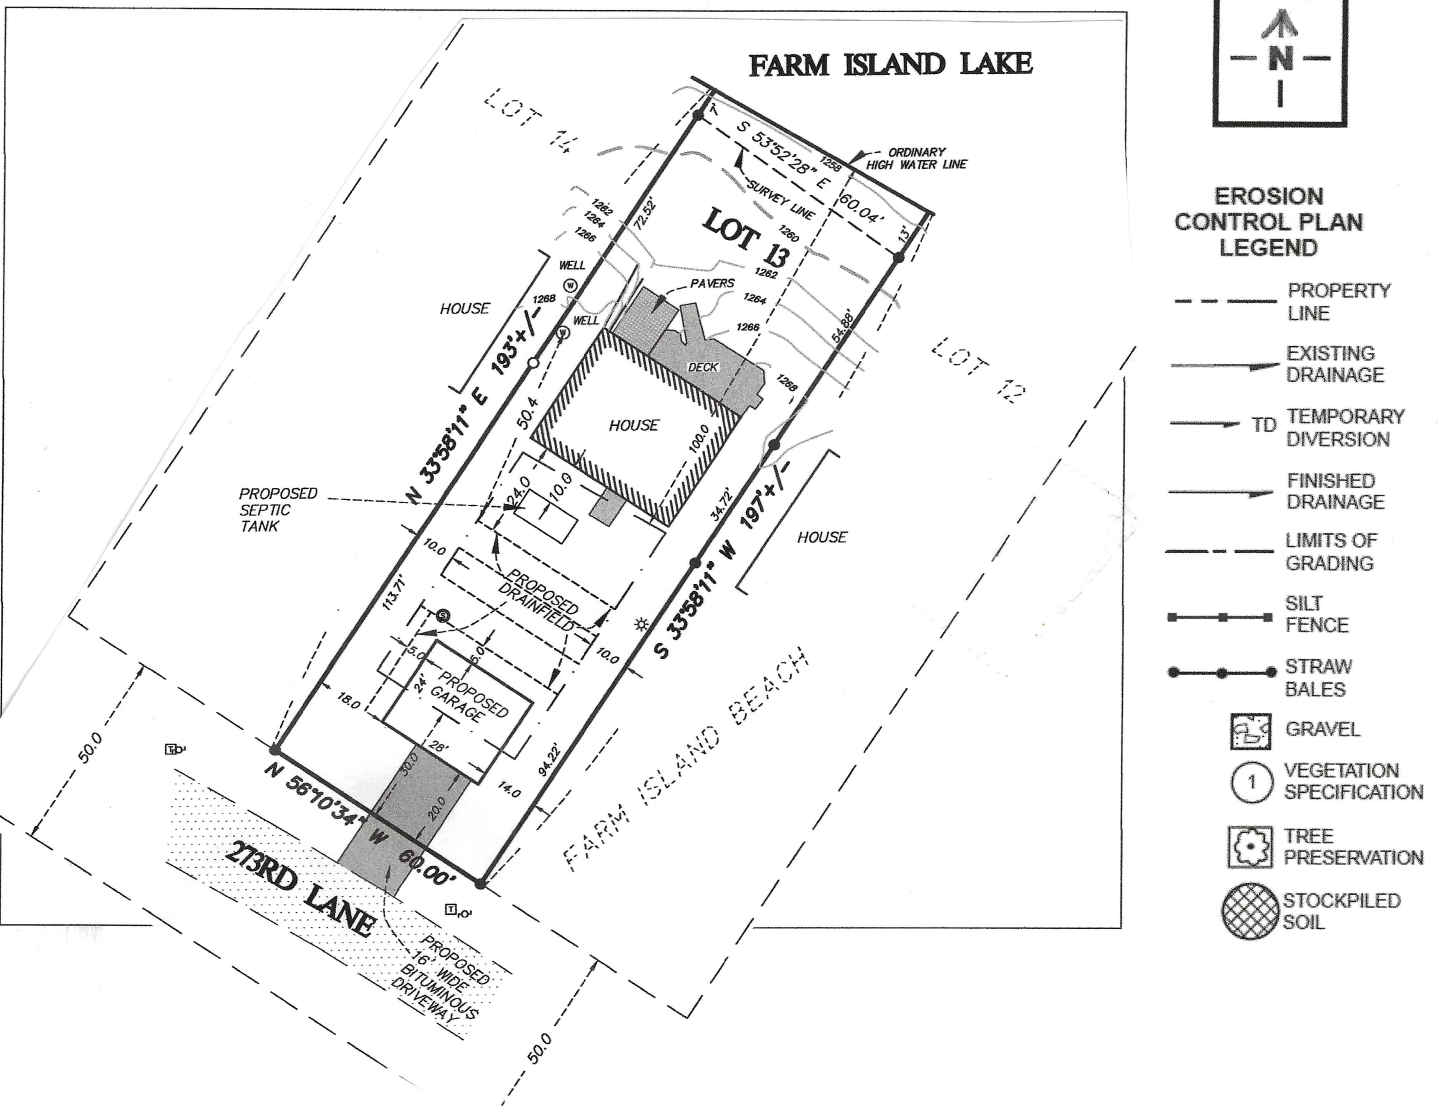 FARM ISLAND LAKE
N
LOT 14
7'
S 53°52'28" E 60.04'
1258
ORDINARY
HIGH WATER LINE
SURVEY LINE
LOT 13
13'
1260
1262
1264
1266
1268
72.52'
1262
1264
1266
1268
WELL
W
WELL
W
HOUSE
PAVERS
DECK
54.88'
LOT 12
N 33°58'11" E 193'+/-
50.4
HOUSE
100.0
34.72'
S 33°58'11" W 197'+/-
HOUSE
PROPOSED
SEPTIC
TANK
24.0
10.0
10.0
113.71'
PROPOSED
DRAINFIELD
S
10.0
5.0
5.0
24'
PROPOSED
GARAGE
28'
18.0
14.0
94.22'
30.0
20.0
FARM ISLAND BEACH
50.0
T
N 56°10'34" W 60.00'
273RD LANE
T
PROPOSED
16' WIDE
BITUMINOUS
DRIVEWAY
50.0
EROSION
CONTROL PLAN
LEGEND
PROPERTY
LINE
EXISTING
DRAINAGE
TD
TEMPORARY
DIVERSION
FINISHED
DRAINAGE
LIMITS OF
GRADING
SILT
FENCE
STRAW
BALES
GRAVEL
1
VEGETATION
SPECIFICATION
TREE
PRESERVATION
STOCKPILED
SOIL